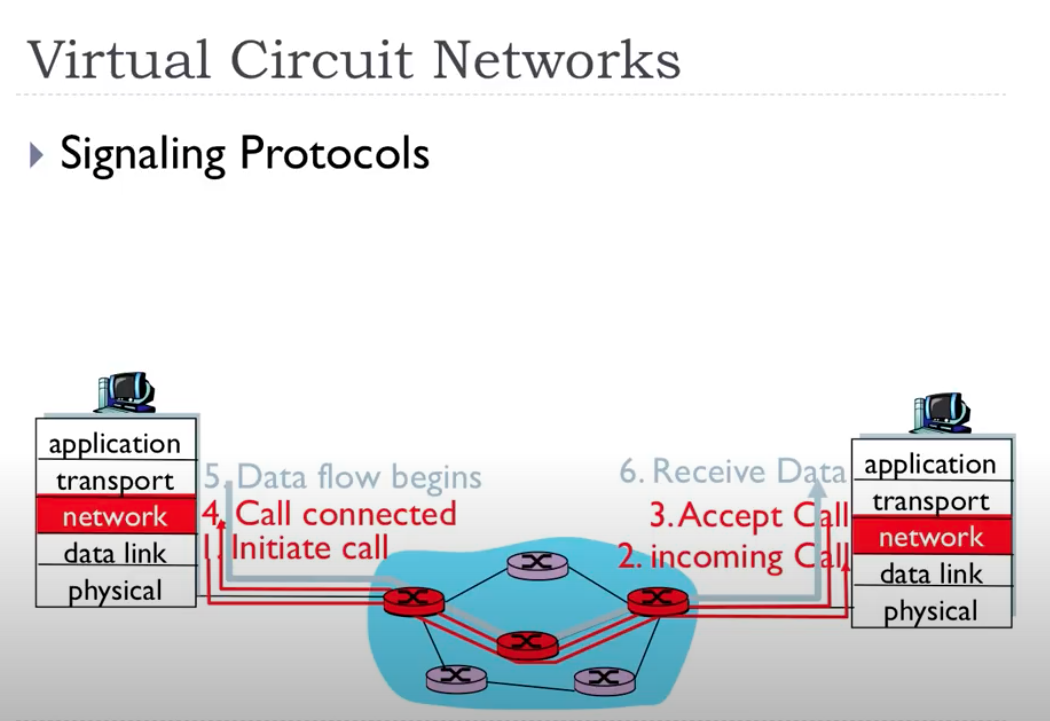 Virtual Circuit Networks
Signaling Protocols
application
transport
network
data link
physical
5. Data flow begins
4. Call connected
1. Initiate call
6. Receive Data
3. Accept Call
2. incoming Call
application
transport
network
data link
physical